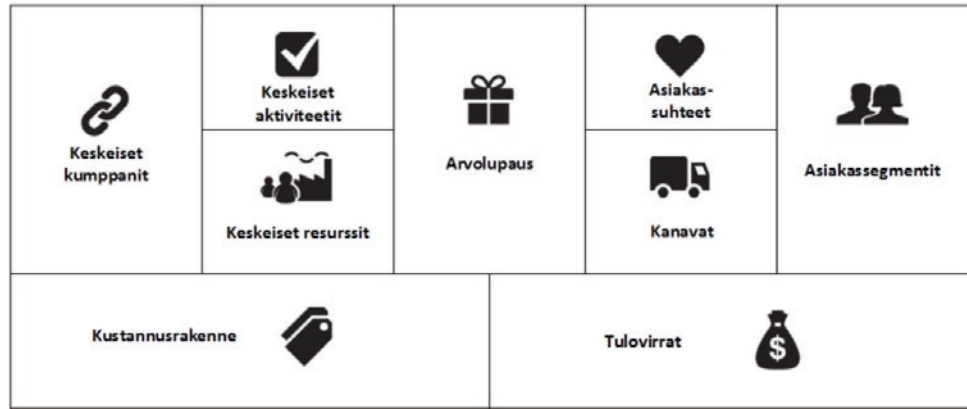 Keskeiset
kumppanit
Keskeiset
aktiviteetit
Keskeiset resurssit
Arvolupaus
Asiakas-
suhteet
Kanavat
Asiakassegmentit
Kustannusrakenne
Tulovirrat
$